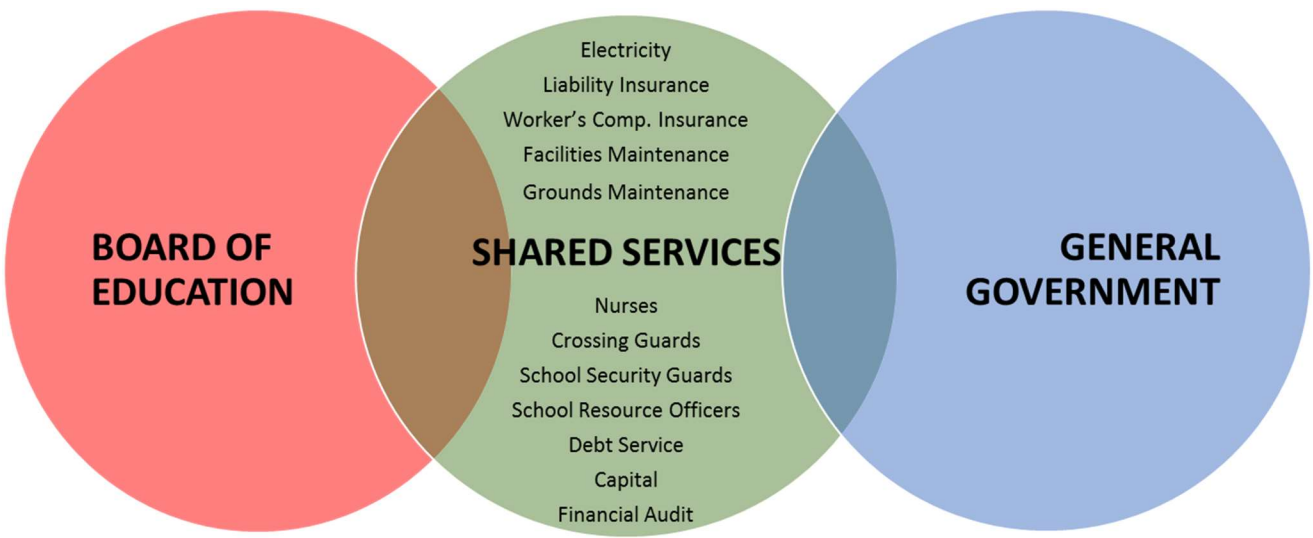 Electricity
Liability Insurance
Worker’s Comp. Insurance
Facilities Maintenance
Grounds Maintenance
BOARD OF
EDUCATION
SHARED SERVICES
GENERAL
GOVERNMENT
Nurses
Crossing Guards
School Security Guards
School Resource Officers
Debt Service
Capital
Financial Audit